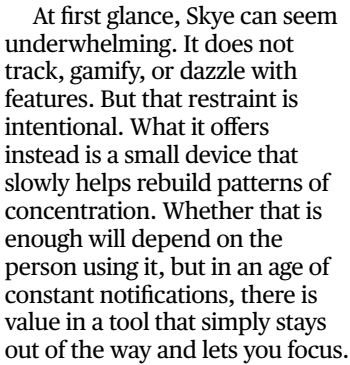 At first glance, Skye can seem
underwhelming. It does not
track, gamify, or dazzle with
features. But that restraint is
intentional. What it offers
instead is a small device that
slowly helps rebuild patterns of
concentration. Whether that is
enough will depend on the
person using it, but in an age of
constant notifications, there is
value in a tool that simply stays
out of the way and lets you focus.